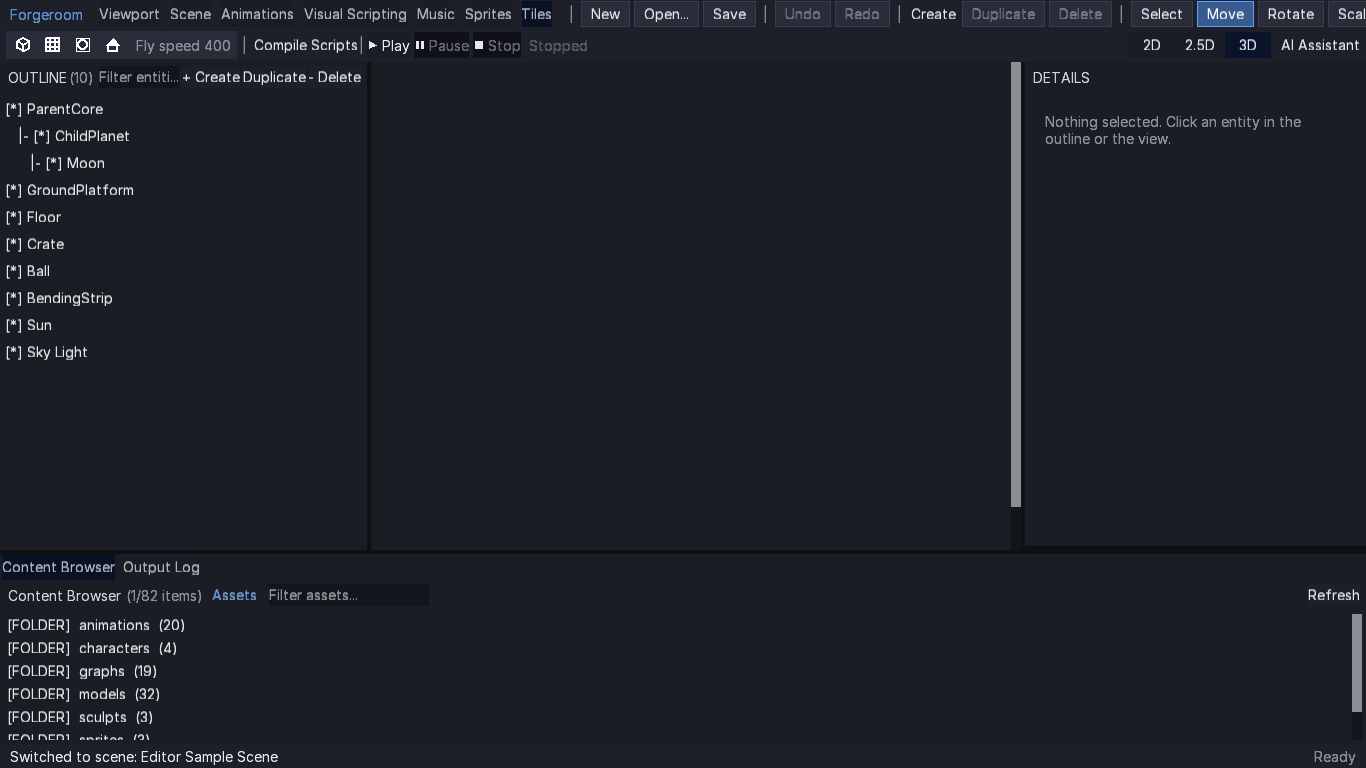 Forgeroom Viewport Scene Animations Visual Scripting Music Sprites Tiles | New Open... Save | Undo Redo | Create Duplicate Delete | Select Move Rotate
Fly speed 400 | Compile Scripts | Play Pause Stop Stopped 2D 2.5D 3D AI Assistant
OUTLINE (10) Filter entiti... + Create Duplicate - Delete
[*] ParentCore
|- [*] ChildPlanet
|- [*] Moon
[*] GroundPlatform
[*] Floor
[*] Crate
[*] Ball
[*] BendingStrip
[*] Sun
[*] Sky Light
DETAILS
Nothing selected. Click an entity in the
outline or the view.
Content Browser Output Log
Content Browser (1/82 items) Assets Filter assets... Refresh
[FOLDER] animations (20)
[FOLDER] characters (4)
[FOLDER] graphs (19)
[FOLDER] models (32)
[FOLDER] sculpts (3)
[FOLDER] sprites (3)
Switched to scene: Editor Sample Scene Ready